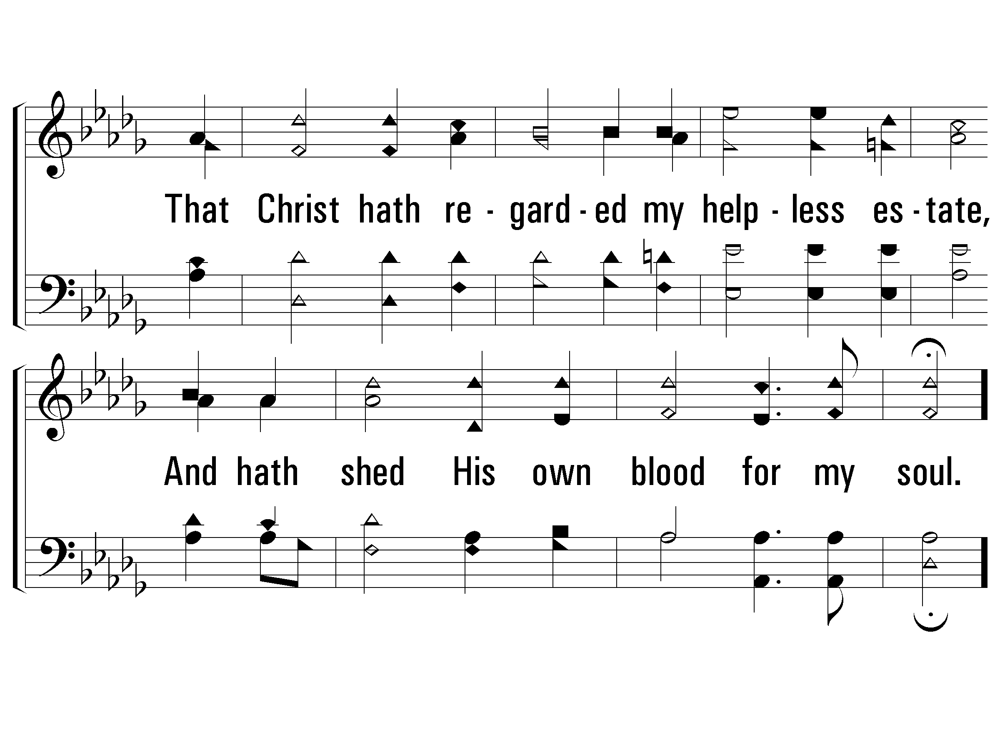 That Christ hath re - gard - ed my help - less es - tate,
And hath shed His own blood for my soul.